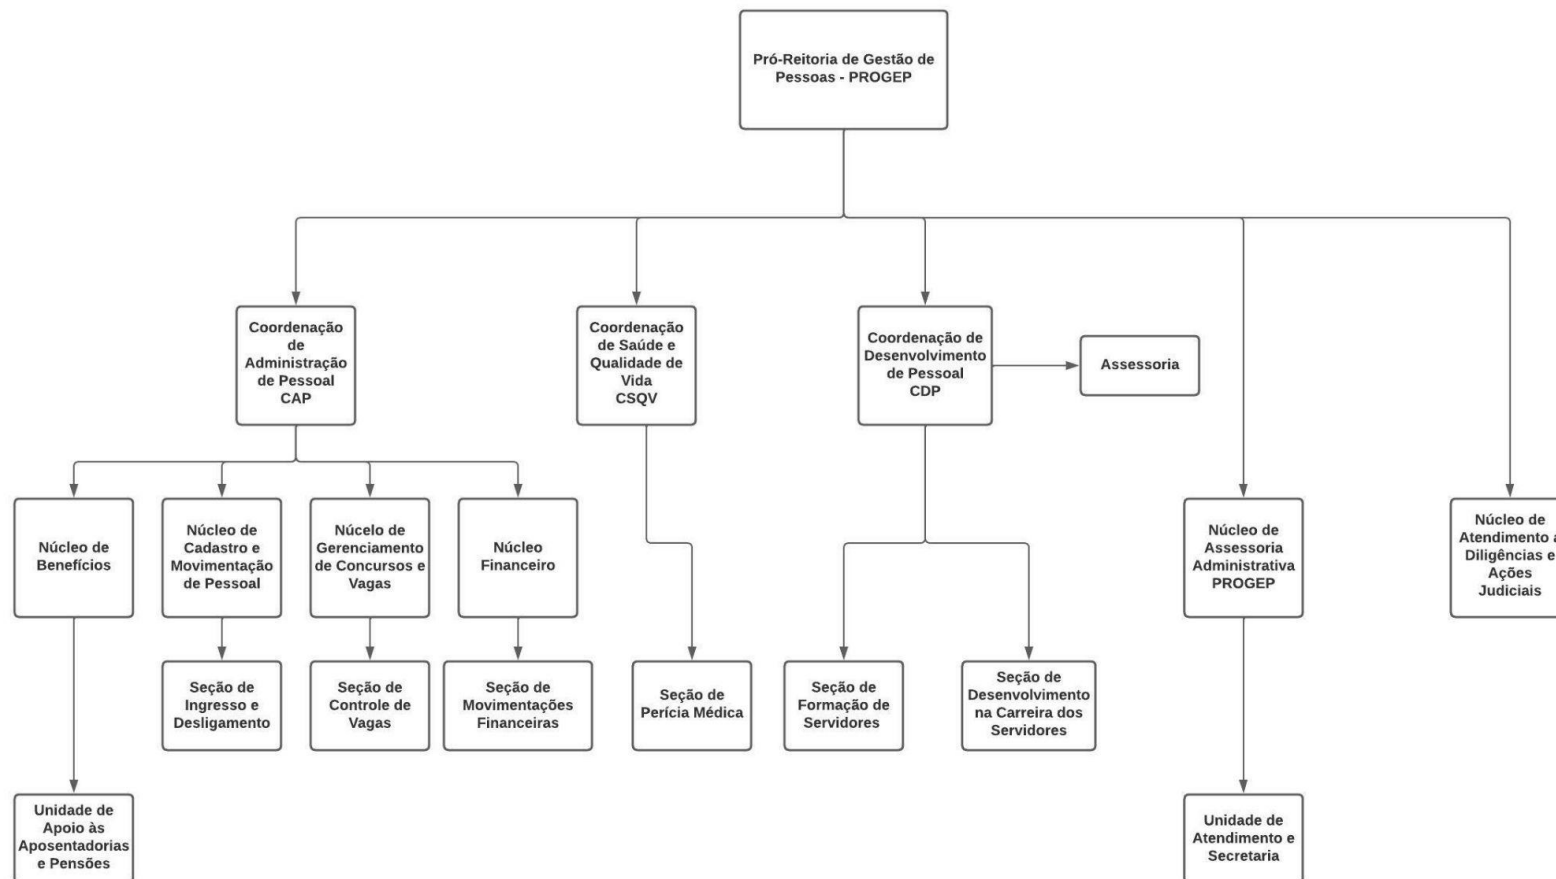 Pró-Reitoria de Gestão de
Pessoas - PROGEP
Coordenação
de
Administração
de Pessoal
CAP
Coordenação
de Saúde e
Qualidade de
Vida
CSQV
Coordenação de
Desenvolvimento
de Pessoal
CDP
Assessoria
Núcleo de
Benefícios
Núcleo de
Cadastro e
Movimentação
de Pessoal
Núcelo de
Gerenciamento
de Concursos e
Vagas
Núcleo
Financeiro
Núcleo de
Assessoria
Administrativa
PROGEP
Núcleo de
Atendimento a
Diligências e
Ações
Judiciais
Seção de
Ingresso e
Desligamento
Seção de
Controle de
Vagas
Seção de
Movimentações
Financeiras
Seção de
Perícia Médica
Seção de
Formação de
Servidores
Seção de
Desenvolvimento
na Carreira dos
Servidores
Unidade de
Apoio às
Aposentadorias
e Pensões
Unidade de
Atendimento e
Secretaria